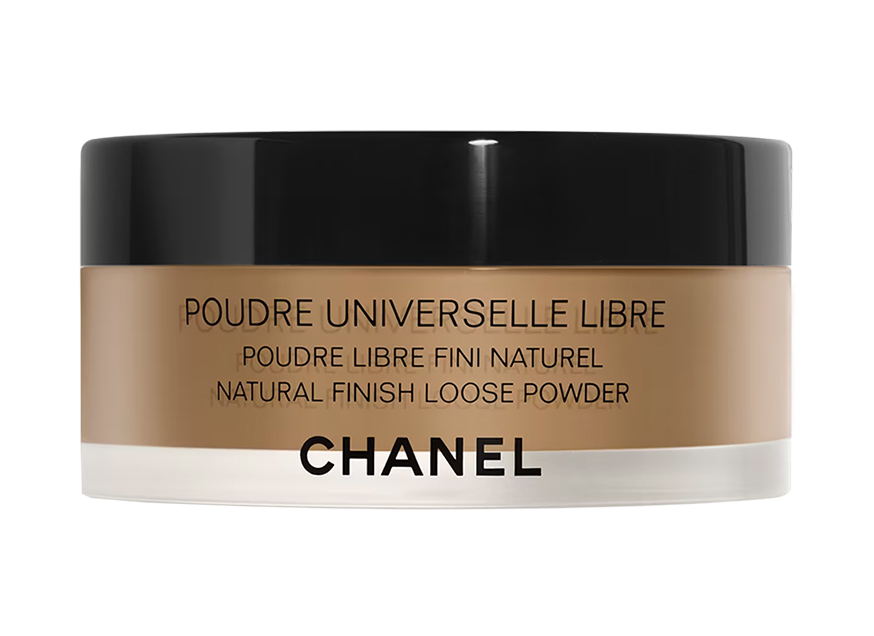 POUDRE UNIVERSELLE LIBRE
POUDRE LIBRE FINI NATUREL
NATURAL FINISH LOOSE POWDER
CHANEL